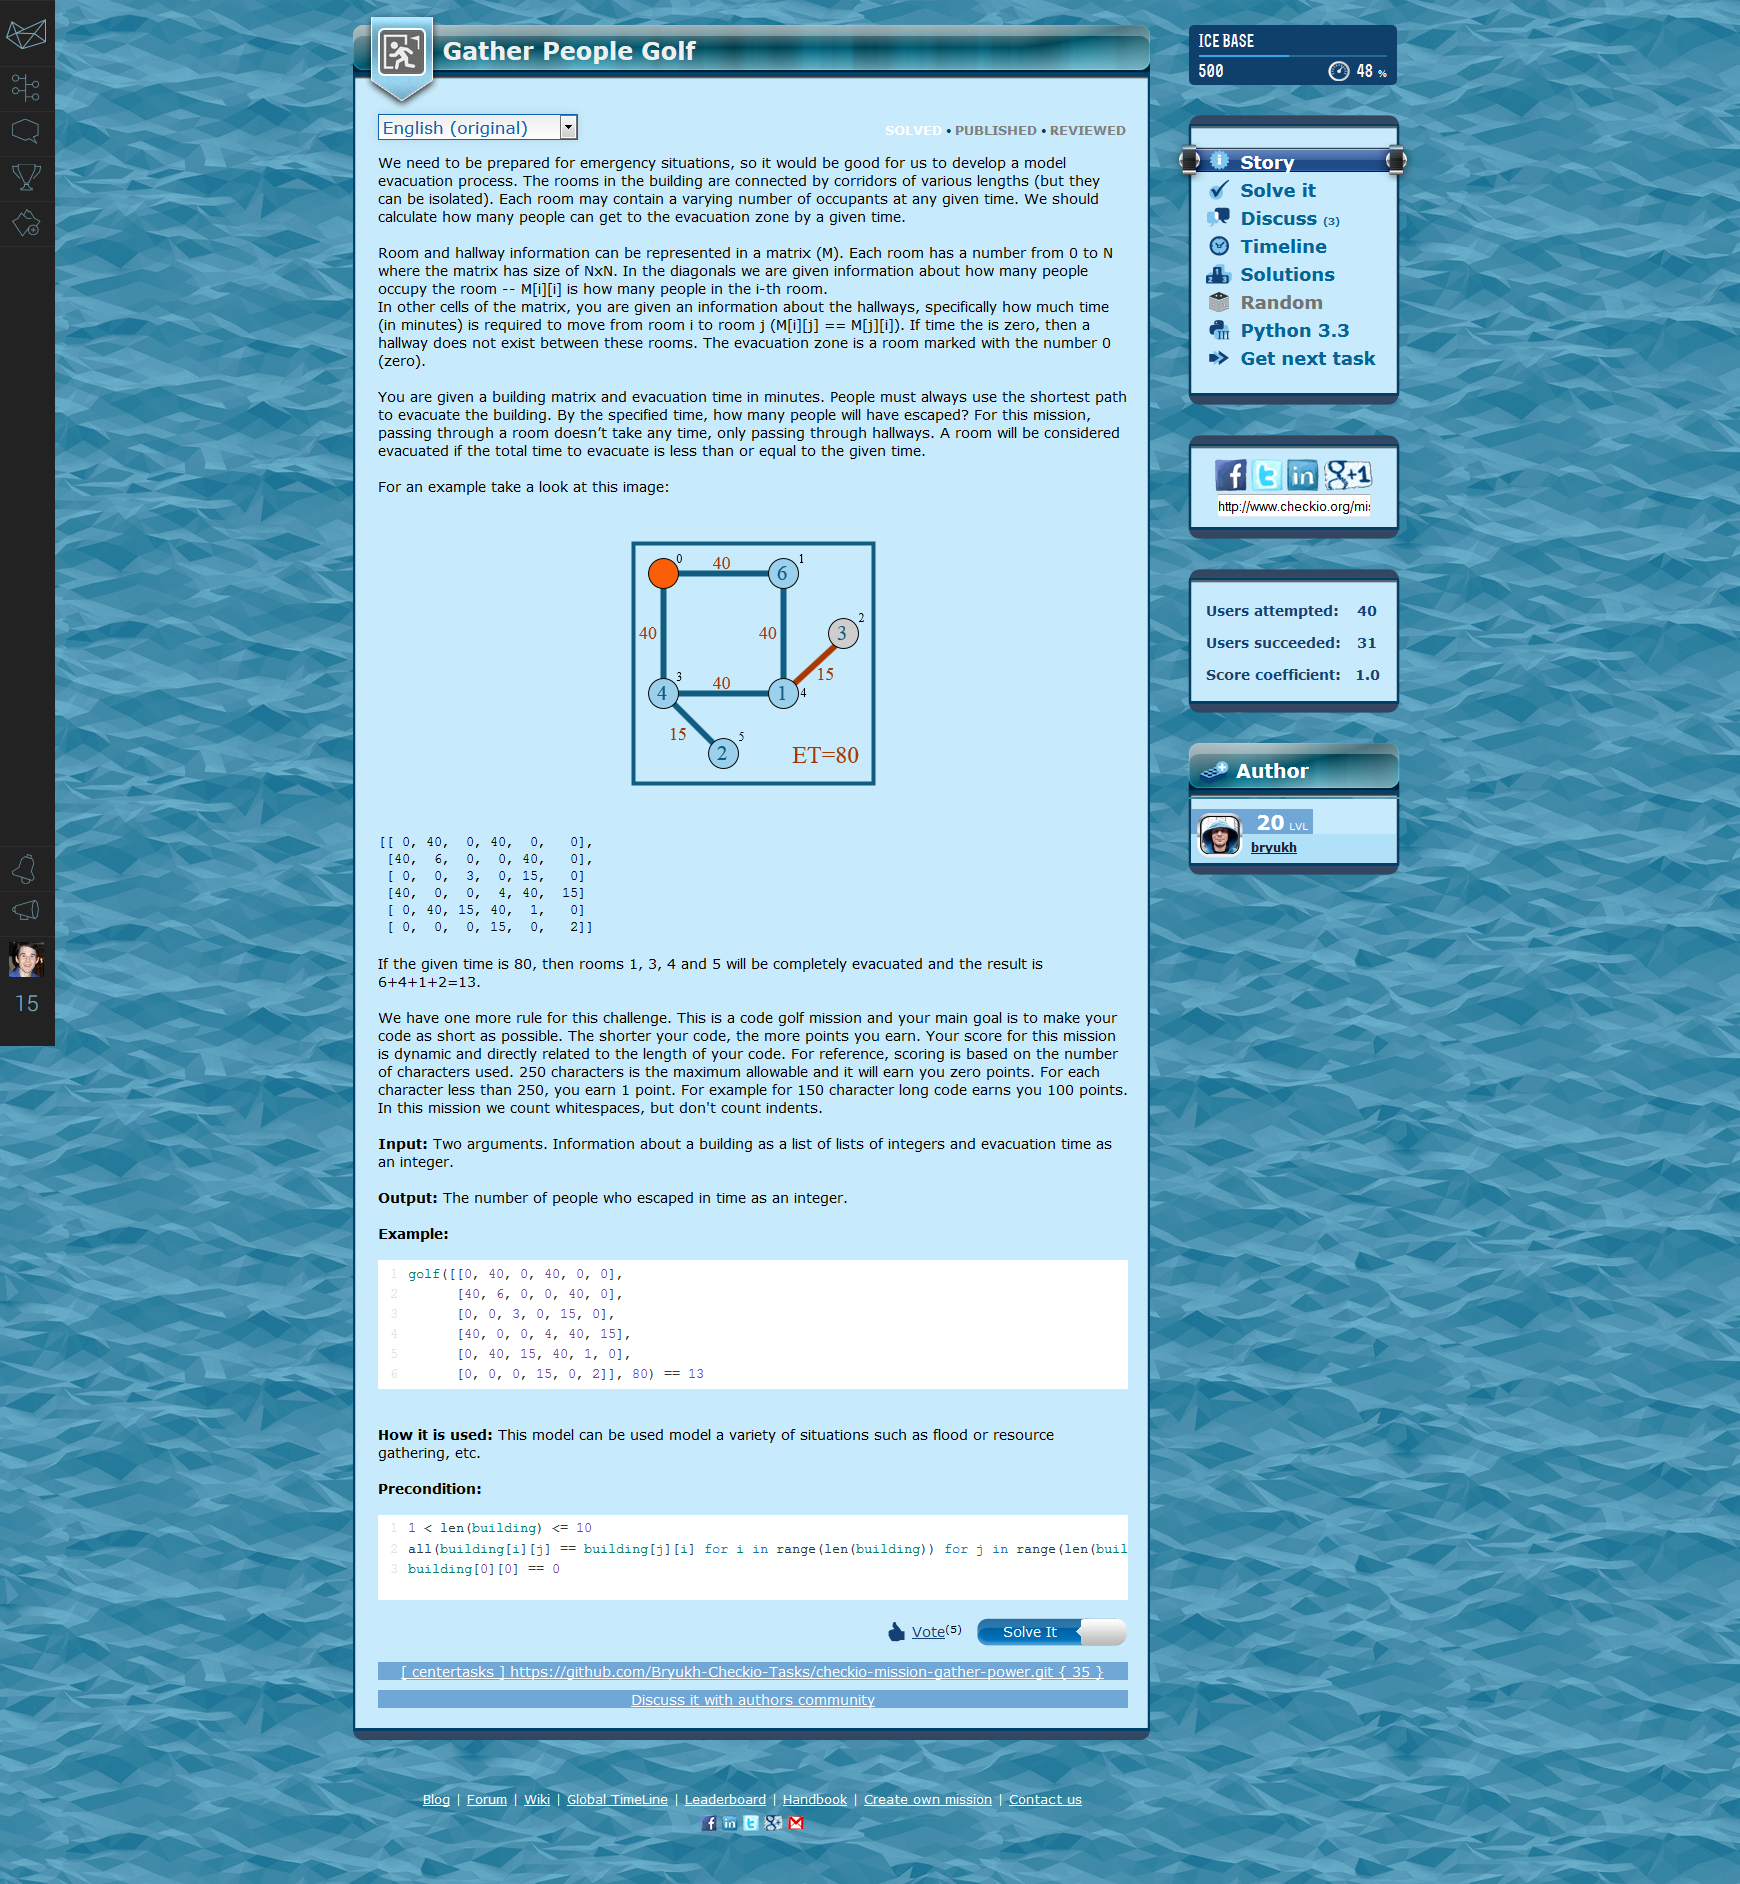 Gather People Golf
English (original)
SOLVED • PUBLISHED • REVIEWED
We need to be prepared for emergency situations, so it would be good for us to develop a model
evacuation process. The rooms in the building are connected by corridors of various lengths (but they
can be isolated). Each room may contain a varying number of occupants at any given time. We should
calculate how many people can get to the evacuation zone by a given time.
Room and hallway information can be represented in a matrix (M). Each room has a number from 0 to N
where the matrix has size of NxN. In the diagonals we are given information about how many people
occupy the room -- M[i][i] is how many people in the i-th room.
In other cells of the matrix, you are given an information about the hallways, specifically how much time
(in minutes) is required to move from room i to room j (M[i][j] == M[j][i]). If time the is zero, then a
hallway does not exist between these rooms. The evacuation zone is a room marked with the number 0
(zero).
You are given a building matrix and evacuation time in minutes. People must always use the shortest path
to evacuate the building. By the specified time, how many people will have escaped? For this mission,
passing through a room doesn't take any time, only passing through hallways. A room will be considered
evacuated if the total time to evacuate is less than or equal to the given time.
For an example take a look at this image:
0 40 1
6
2
40 40 3
3 15
4 40 1 4
15 5
2 ET=80
[[ 0, 40,  0, 40,  0,   0],
[40,  6,  0,  0, 40,   0],
[ 0,  0,  3,  0, 15,   0]
[40,  0,  0,  4, 40,  15]
[ 0, 40, 15, 40,  1,   0]
[ 0,  0,  0, 15,  0,   2]]
If the given time is 80, then rooms 1, 3, 4 and 5 will be completely evacuated and the result is
6+4+1+2=13.
We have one more rule for this challenge. This is a code golf mission and your main goal is to make your
code as short as possible. The shorter your code, the more points you earn. Your score for this mission
is dynamic and directly related to the length of your code. For reference, scoring is based on the number
of characters used. 250 characters is the maximum allowable and it will earn you zero points. For each
character less than 250, you earn 1 point. For example for 150 character long code earns you 100 points.
In this mission we count whitespaces, but don't count indents.
Input: Two arguments. Information about a building as a list of lists of integers and evacuation time as
an integer.
Output: The number of people who escaped in time as an integer.
Example:
1 golf([[0, 40, 0, 40, 0, 0],
2 [40, 6, 0, 0, 40, 0],
3 [0, 0, 3, 0, 15, 0],
4 [40, 0, 0, 4, 40, 15],
5 [0, 40, 15, 40, 1, 0],
6 [0, 0, 0, 15, 0, 2]], 80) == 13
How it is used: This model can be used model a variety of situations such as flood or resource
gathering, etc.
Precondition:
1 1 < len(building) <= 10
2 all(building[i][j] == building[j][i] for i in range(len(building)) for j in range(len(buil
3 building[0][0] == 0
Vote(5) Solve It
[ centertasks ] https://github.com/Bryukh-Checkio-Tasks/checkio-mission-gather-power.git { 35 }
Discuss it with authors community
ICE BASE
500 48 %
Story
Solve it
Discuss (3)
Timeline
Solutions
Random
Python 3.3
Get next task
http://www.checkio.org/mis
Users attempted: 40
Users succeeded: 31
Score coefficient: 1.0
Author
20 LVL
bryukh
15
Blog | Forum | Wiki | Global TimeLine | Leaderboard | Handbook | Create own mission | Contact us